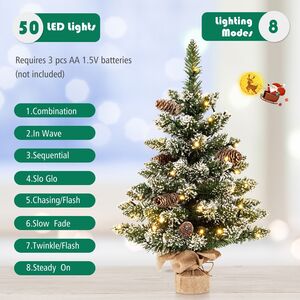 50 LED Lights
Lighting Modes 8
Requires 3 pcs AA 1.5V batteries
(not included)
1.Combination
2.In Wave
3.Sequential
4.Slo Glo
5.Chasing/Flash
6.Slow Fade
7.Twinkle/Flash
8.Steady On